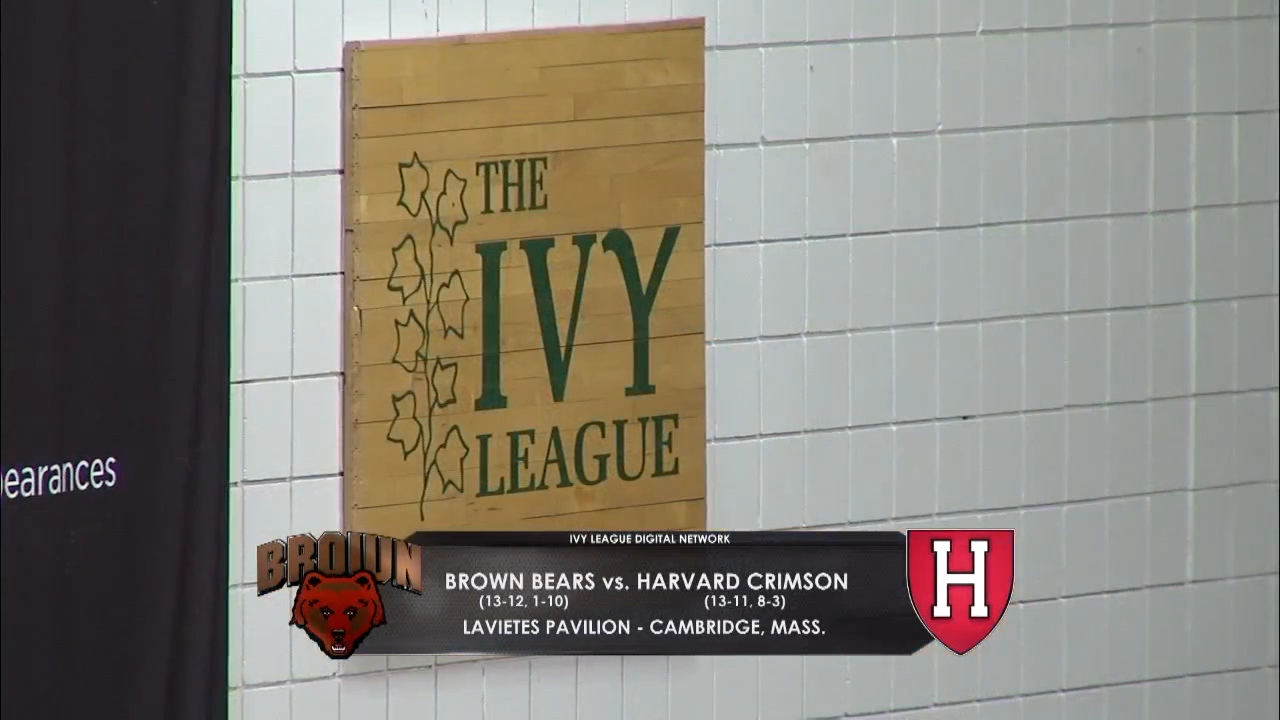 THE
IVY
LEAGUE
earances
IVY LEAGUE DIGITAL NETWORK
BROWN
BROWN BEARS vs. HARVARD CRIMSON
(13-12, 1-10) (13-11, 8-3)
LAVIETES PAVILION - CAMBRIDGE, MASS.
H